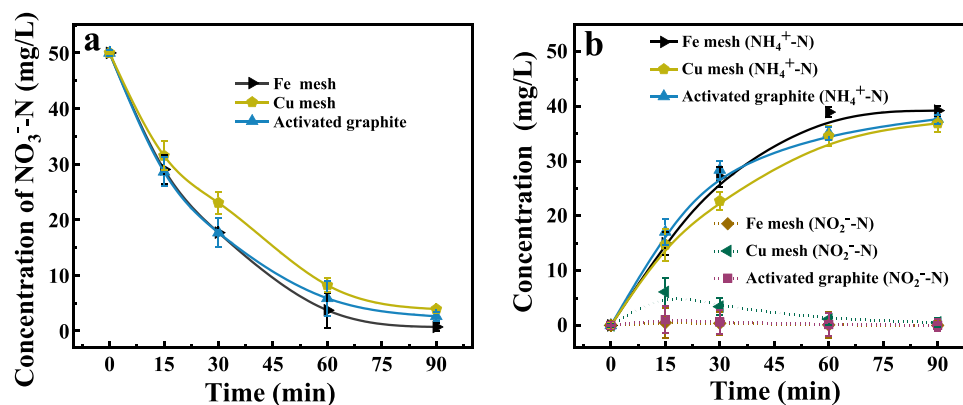 a
Fe mesh
Cu mesh
Activated graphite
Concentration of NO₃⁻-N (mg/L)
50
40
30
20
10
0
0 15 30 45 60 75 90
Time (min)
b
Fe mesh (NH₄⁺-N)
Cu mesh (NH₄⁺-N)
Activated graphite (NH₄⁺-N)
Fe mesh (NO₂⁻-N)
Cu mesh (NO₂⁻-N)
Activated graphite (NO₂⁻-N)
Concentration (mg/L)
50
40
30
20
10
0
0 15 30 45 60 75 90
Time (min)